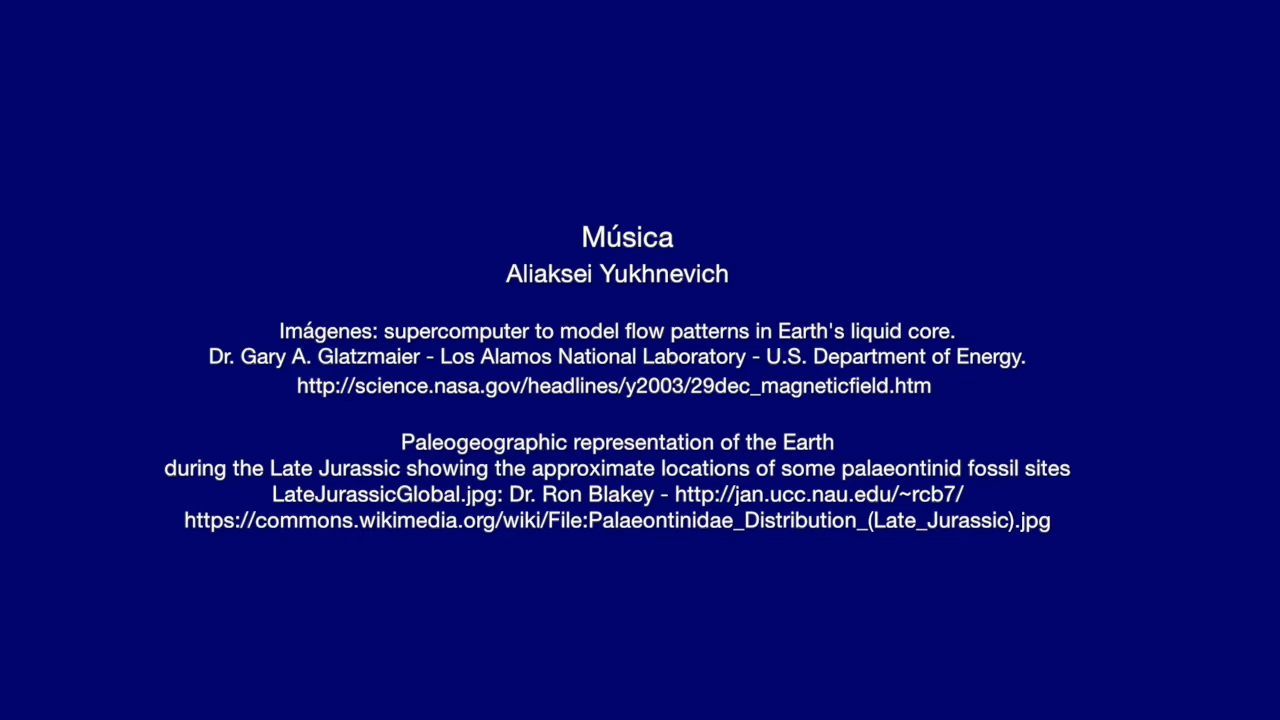 Música
Aliaksei Yukhnevich
Imágenes: supercomputer to model flow patterns in Earth's liquid core.
Dr. Gary A. Glatzmaier - Los Alamos National Laboratory - U.S. Department of Energy.
http://science.nasa.gov/headlines/y2003/29dec_magneticfield.htm
Paleogeographic representation of the Earth
during the Late Jurassic showing the approximate locations of some palaeontinid fossil sites
LateJurassicGlobal.jpg: Dr. Ron Blakey - http://jan.ucc.nau.edu/~rcb7/
https://commons.wikimedia.org/wiki/File:Palaeontinidae_Distribution_(Late_Jurassic).jpg